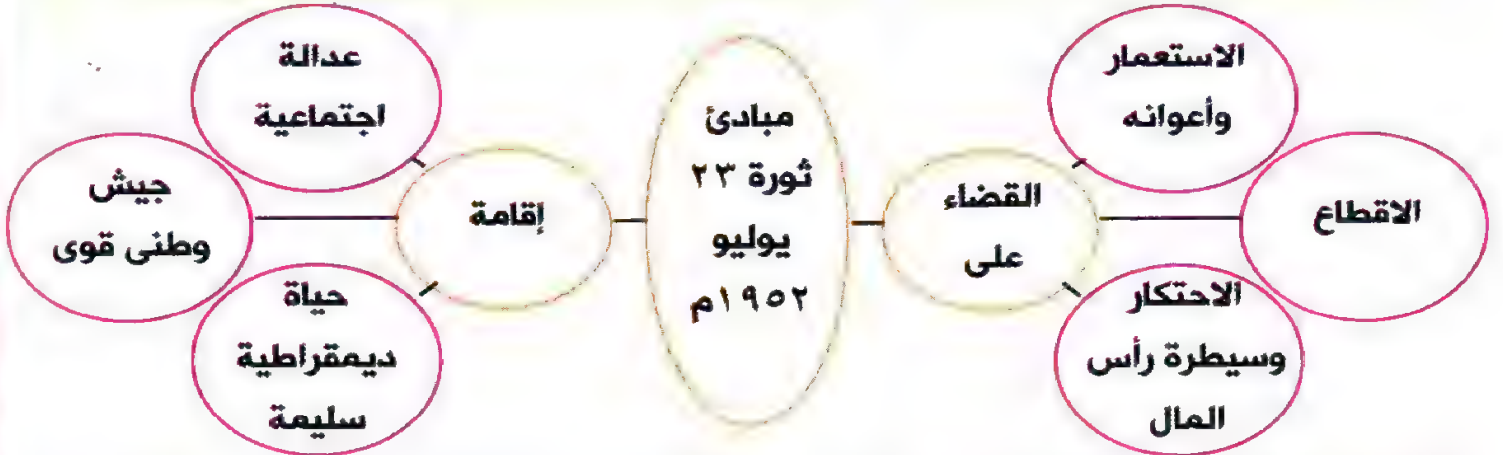 مبادئ
ثورة ٢٣
يوليو
١٩٥٢م
القضاء
على
الاستعمار
وأعوانه
الاقطاع
الاحتكار
وسيطرة رأس
المال
إقامة
عدالة
اجتماعية
جيش
وطنى قوى
حياة
ديمقراطية
سليمة